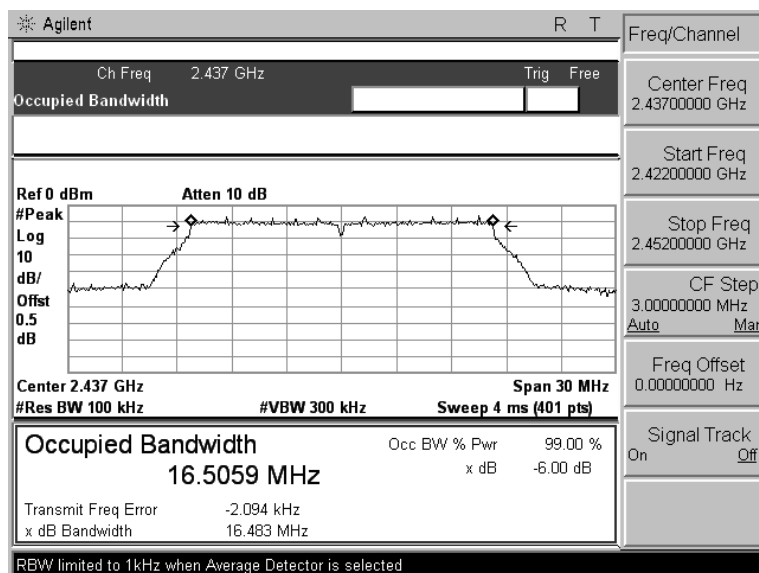 Agilent R T
Ch Freq 2.437 GHz Trig Free
Occupied Bandwidth
Ref 0 dBm Atten 10 dB
#Peak
Log
10
dB/
Offst
0.5
dB
Center 2.437 GHz Span 30 MHz
#Res BW 100 kHz #VBW 300 kHz Sweep 4 ms (401 pts)
Occupied Bandwidth Occ BW % Pwr 99.00 %
16.5059 MHz x dB -6.00 dB
Transmit Freq Error -2.094 kHz
x dB Bandwidth 16.483 MHz
RBW limited to 1kHz when Average Detector is selected
Freq/Channel
Center Freq
2.43700000 GHz
Start Freq
2.42200000 GHz
Stop Freq
2.45200000 GHz
CF Step
3.00000000 MHz
Auto Man
Freq Offset
0.00000000 Hz
Signal Track
On Off